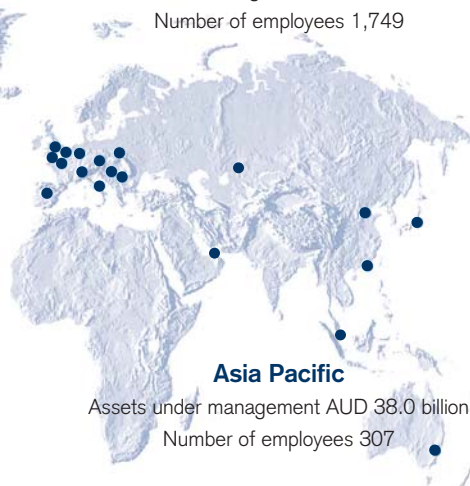 Number of employees 1,749
Asia Pacific
Assets under management AUD 38.0 billion
Number of employees 307